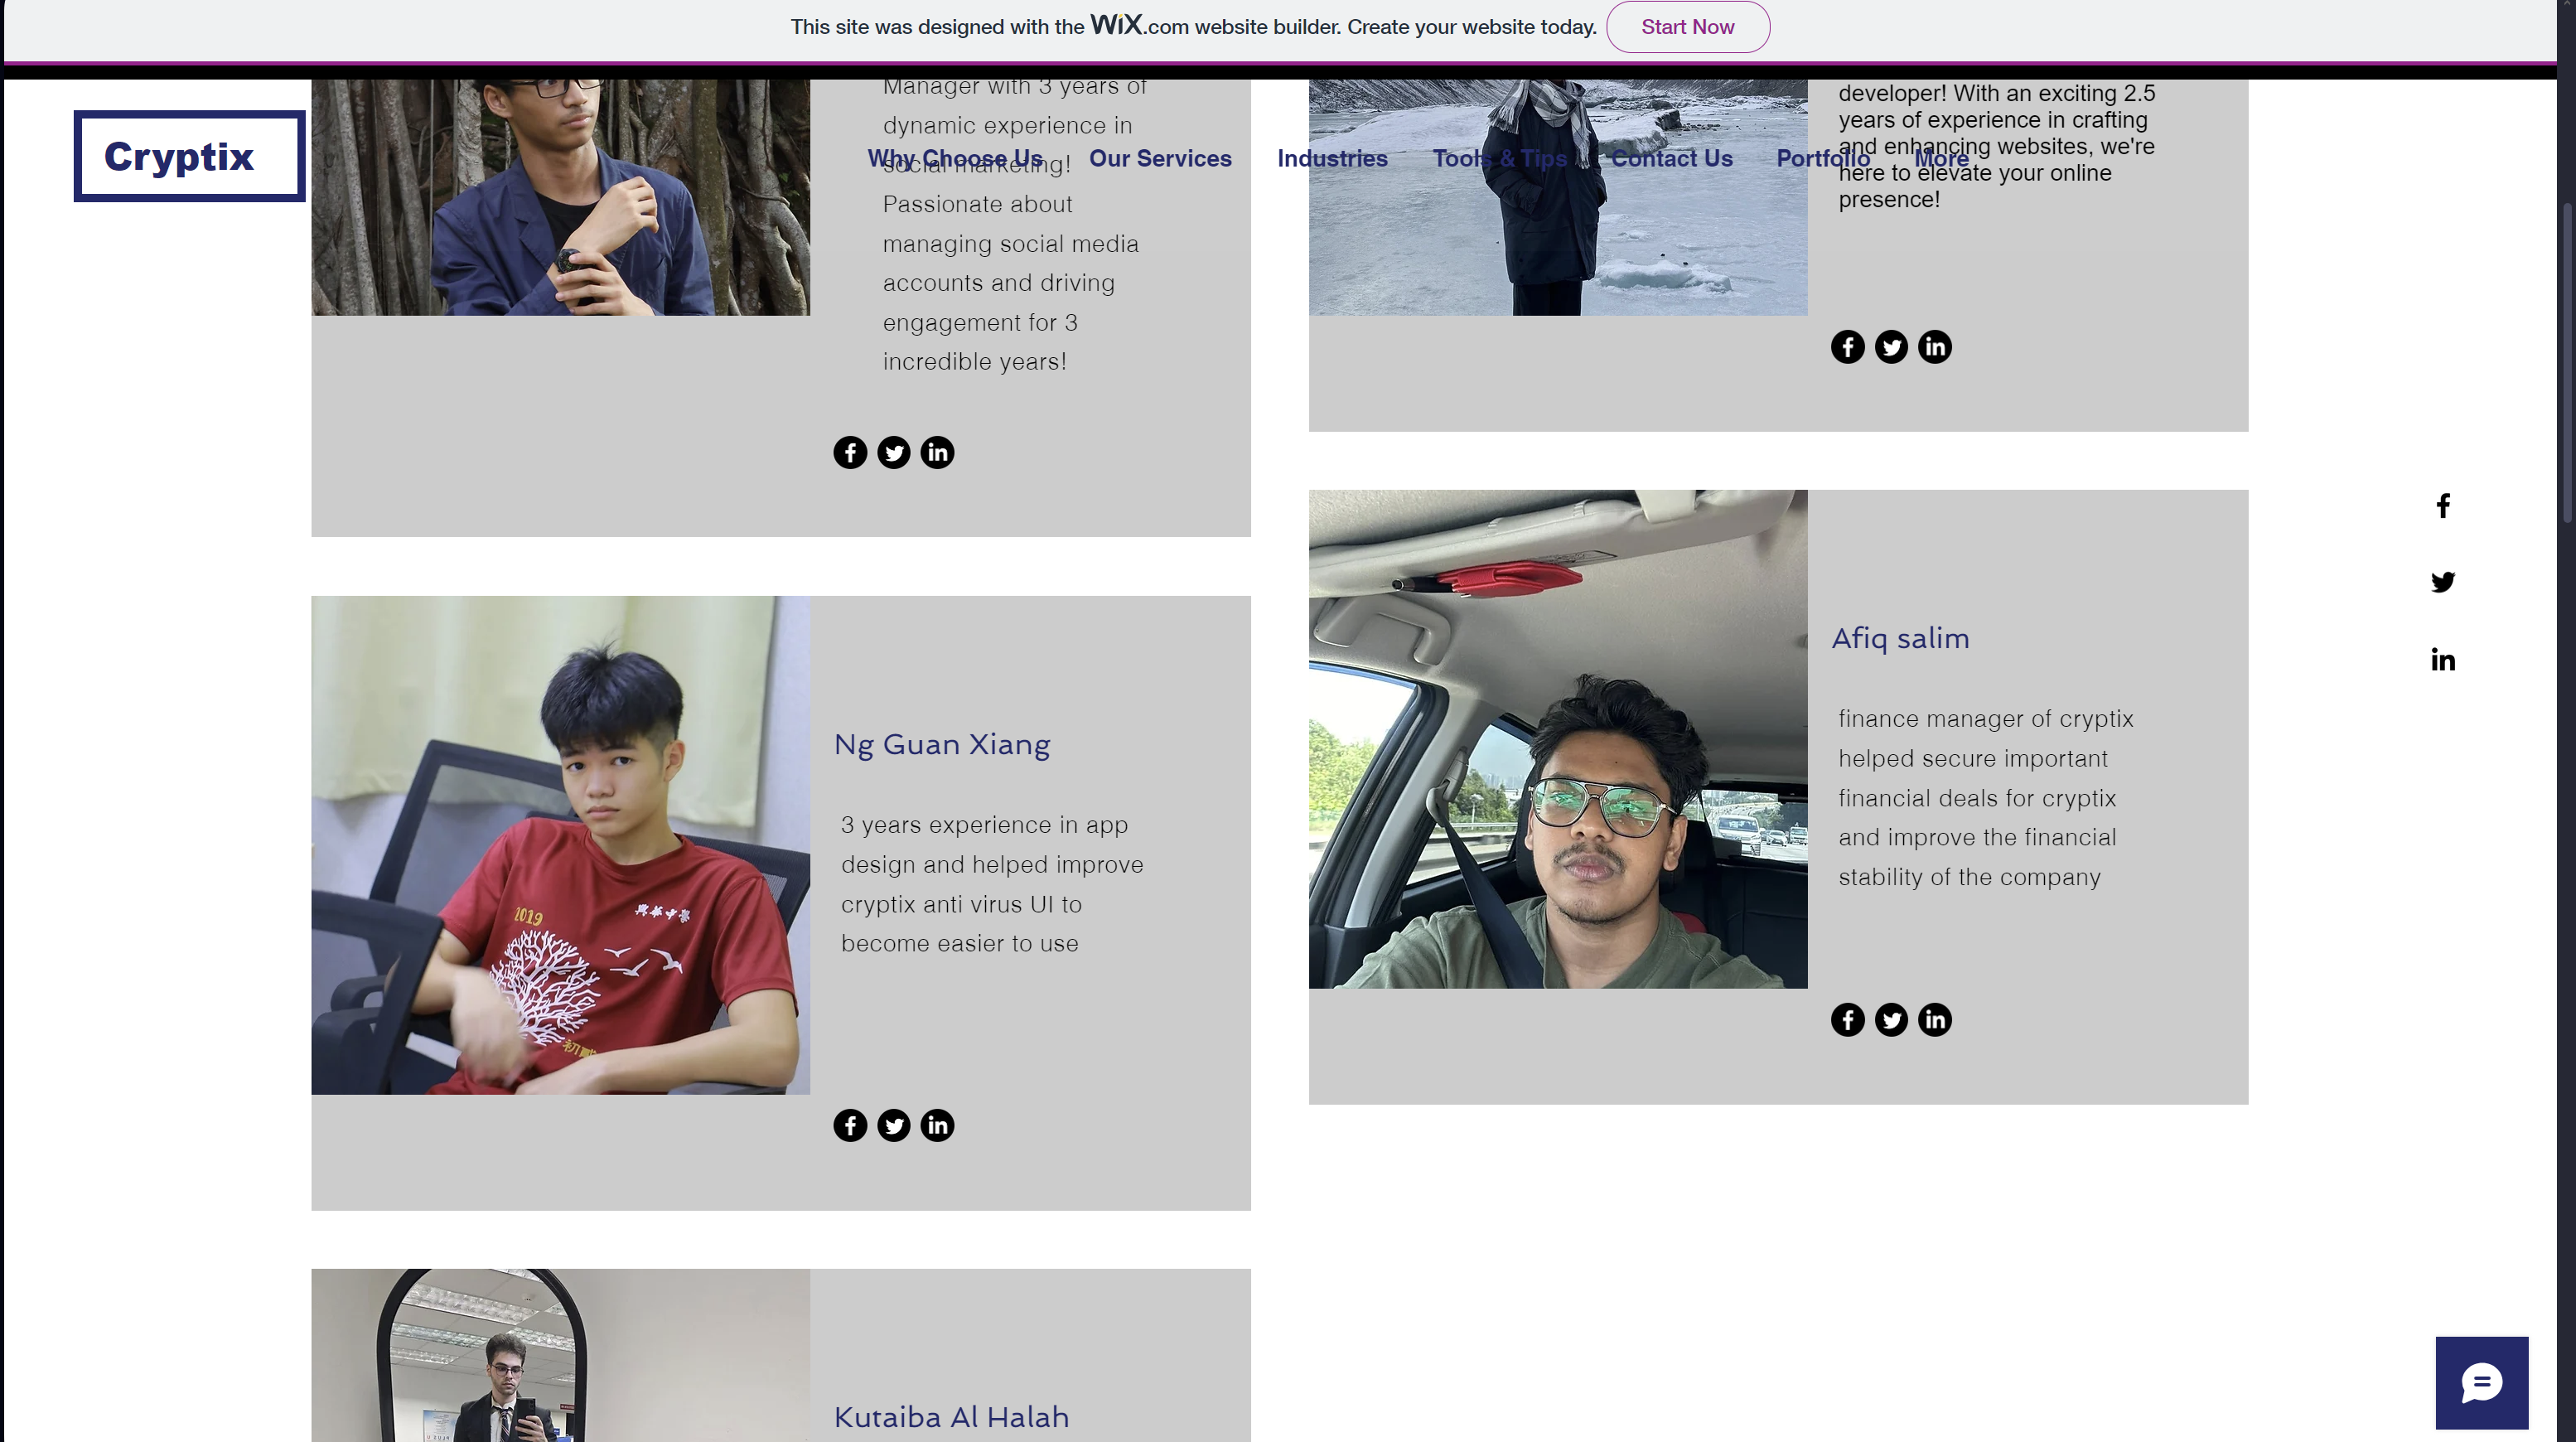 This site was designed with the WiX.com website builder. Create your website today.
Start Now
Cryptix
Why Choose Us
Our Services
Industries
Tools & Tips
Contact Us
Portfolio
More
Manager with 3 years of
dynamic experience in
social marketing!
Passionate about
managing social media
accounts and driving
engagement for 3
incredible years!
developer! With an exciting 2.5
years of experience in crafting
and enhancing websites, we're
here to elevate your online
presence!
Ng Guan Xiang
3 years experience in app
design and helped improve
cryptix anti virus UI to
become easier to use
2019
Afiq salim
finance manager of cryptix
helped secure important
financial deals for cryptix
and improve the financial
stability of the company
Kutaiba Al Halah